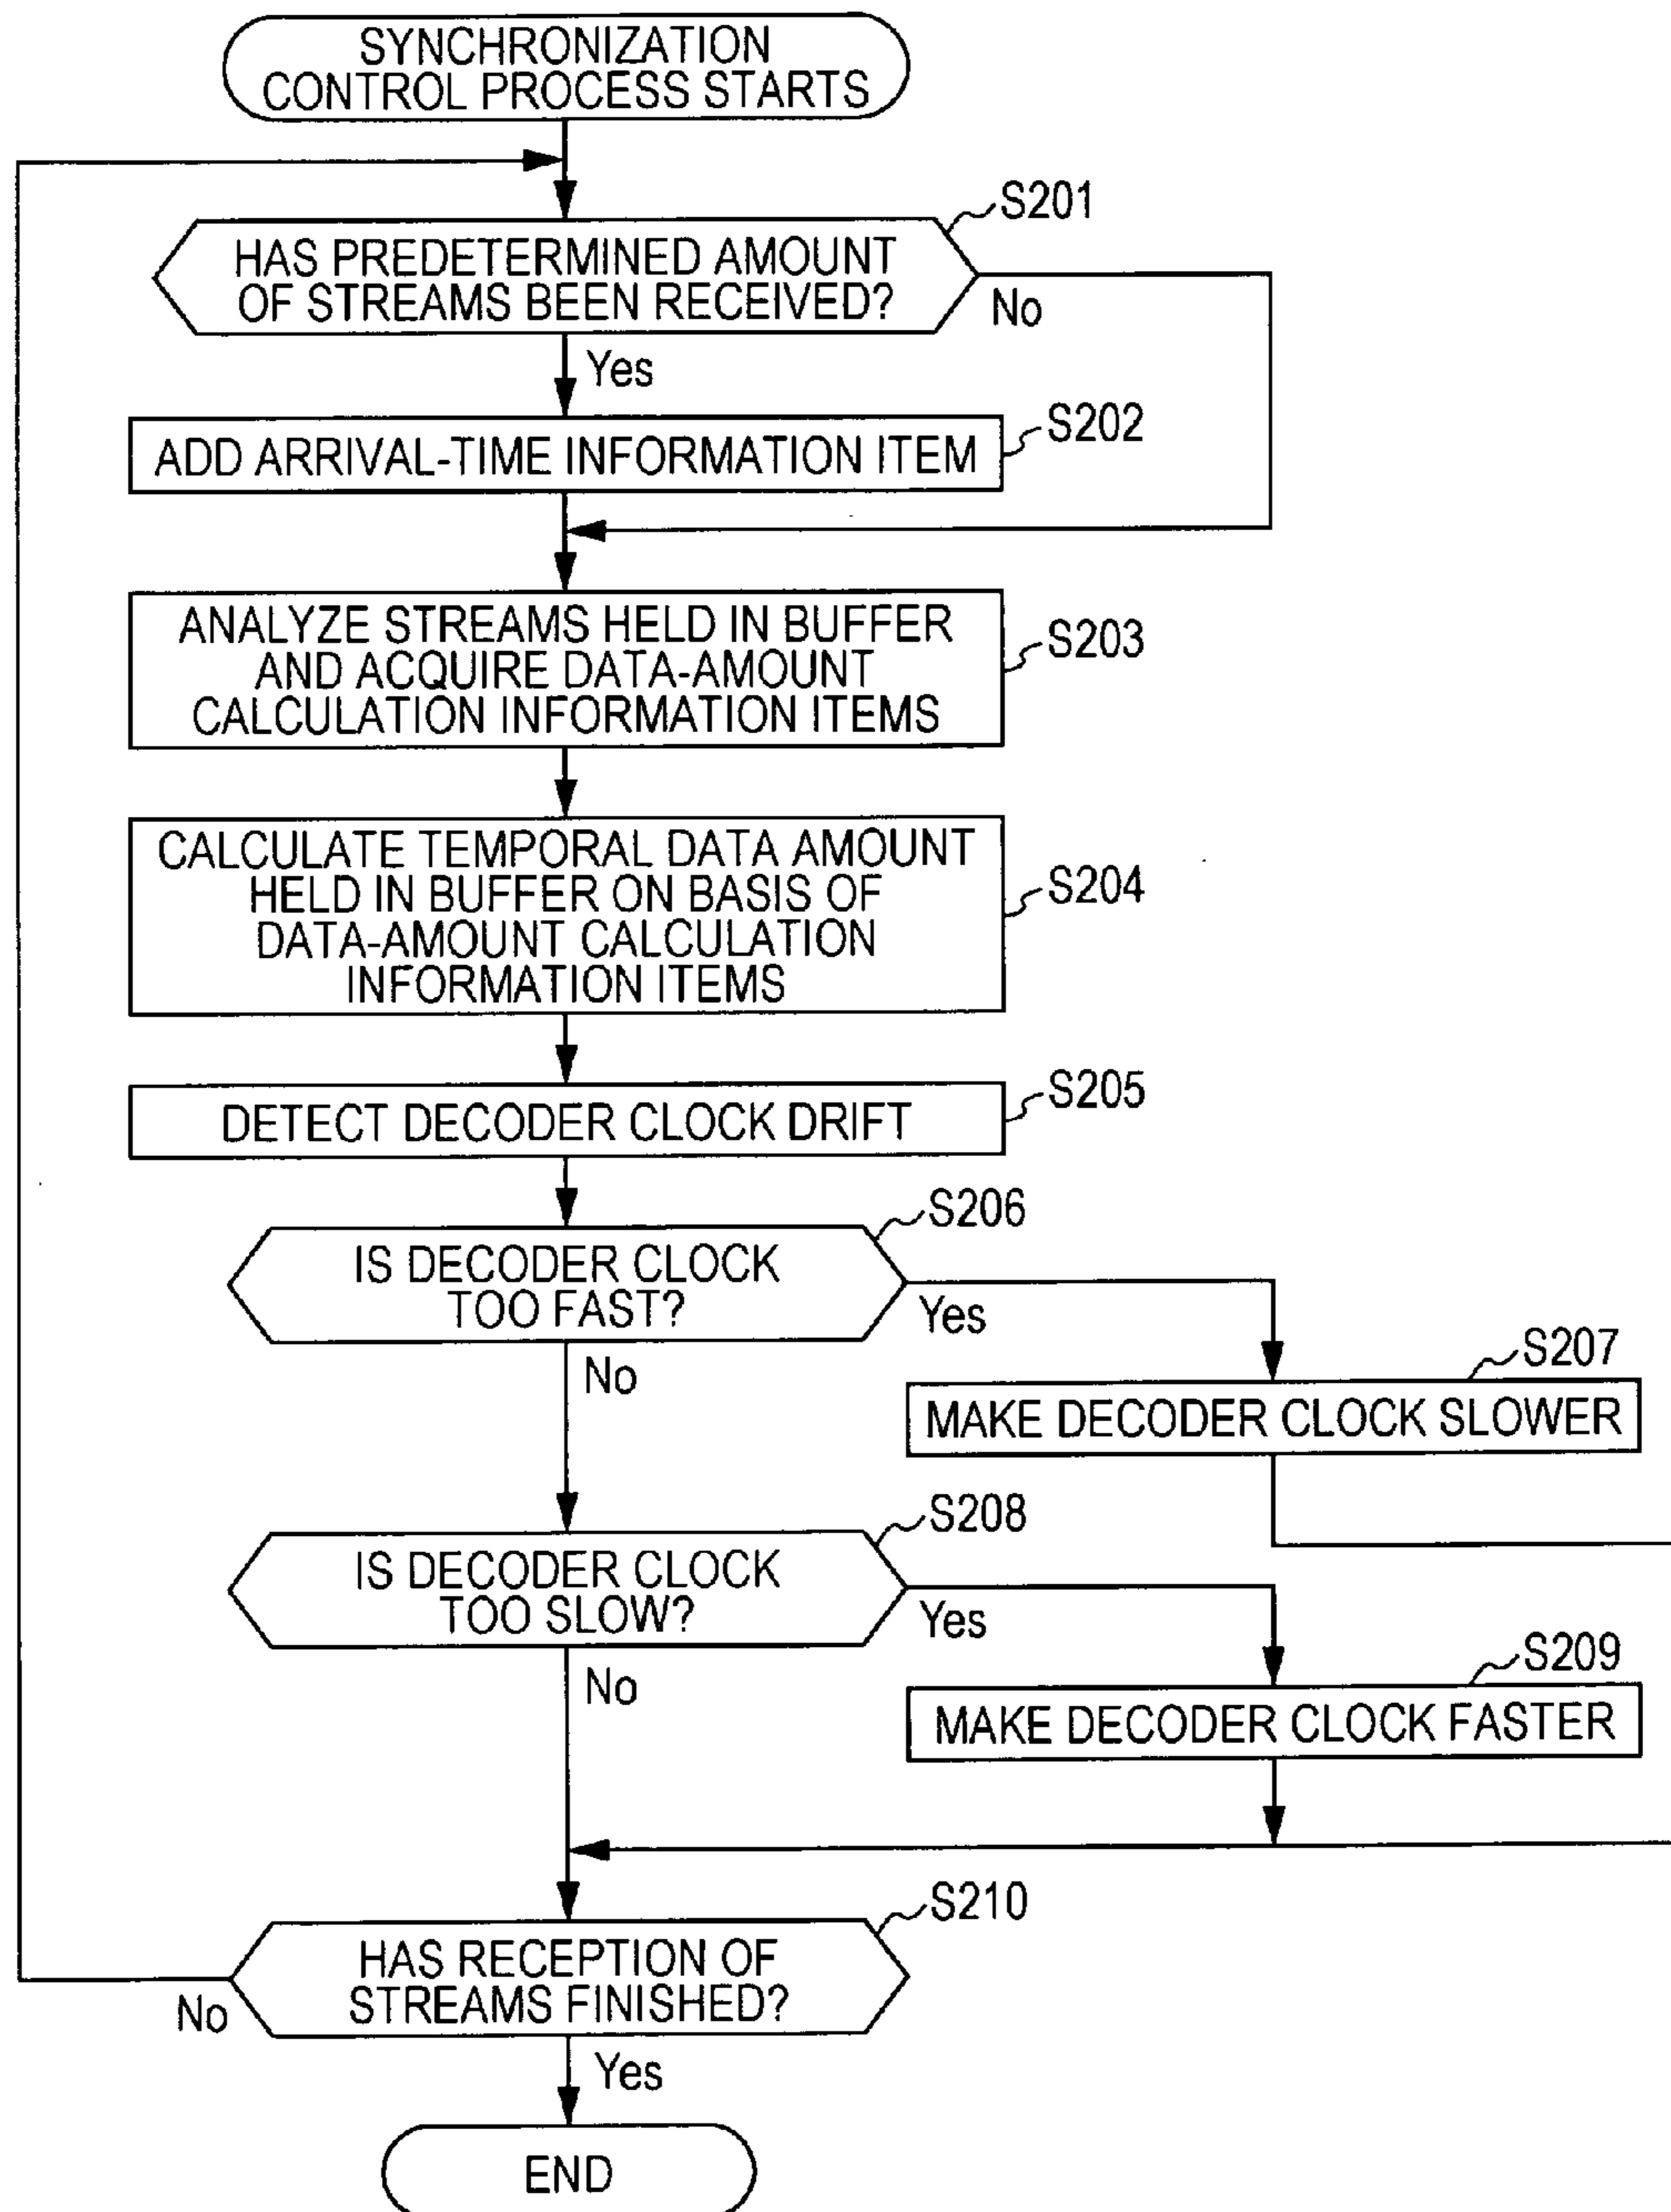 SYNCHRONIZATION
CONTROL PROCESS STARTS
S201
HAS PREDETERMINED AMOUNT
OF STREAMS BEEN RECEIVED?
No
Yes
S202
ADD ARRIVAL-TIME INFORMATION ITEM
ANALYZE STREAMS HELD IN BUFFER
AND ACQUIRE DATA-AMOUNT
CALCULATION INFORMATION ITEMS
S203
CALCULATE TEMPORAL DATA AMOUNT
HELD IN BUFFER ON BASIS OF
DATA-AMOUNT CALCULATION
INFORMATION ITEMS
S204
S205
DETECT DECODER CLOCK DRIFT
S206
IS DECODER CLOCK
TOO FAST?
Yes
No
S207
MAKE DECODER CLOCK SLOWER
S208
IS DECODER CLOCK
TOO SLOW?
Yes
No
S209
MAKE DECODER CLOCK FASTER
S210
HAS RECEPTION OF
STREAMS FINISHED?
No
Yes
END